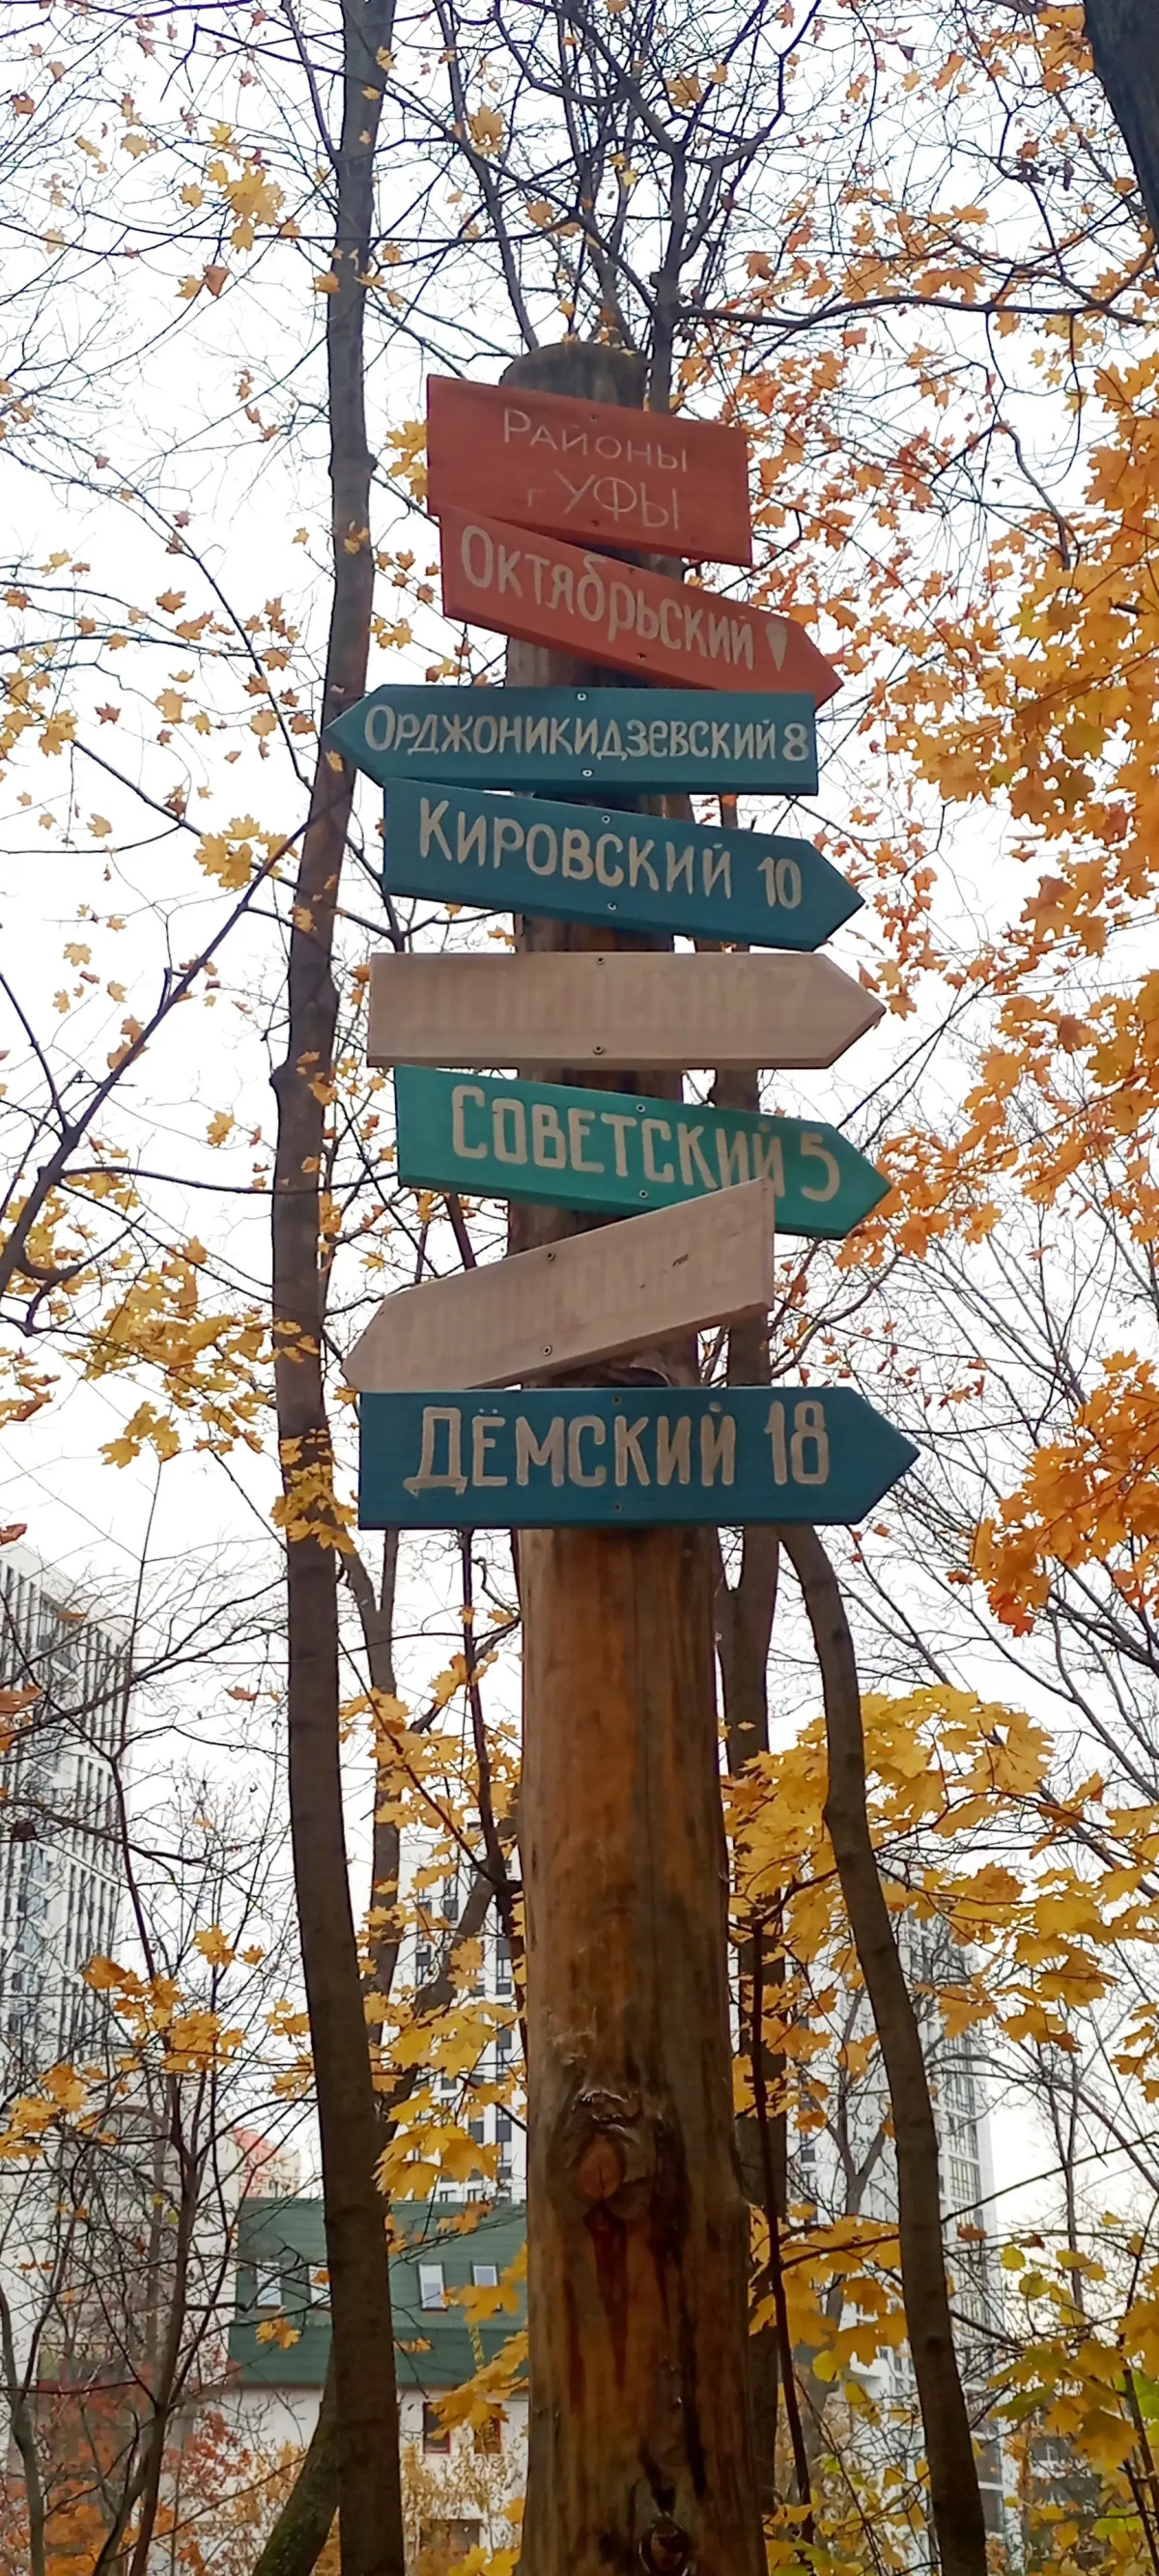 РАЙОНЫ
г УФЫ
ОКТЯБРЬСКИЙ
ОРДЖОНИКИДЗЕВСКИЙ 8
КИРОВСКИЙ 10
СОВЕТСКИЙ 5
ДЁМСКИЙ 18